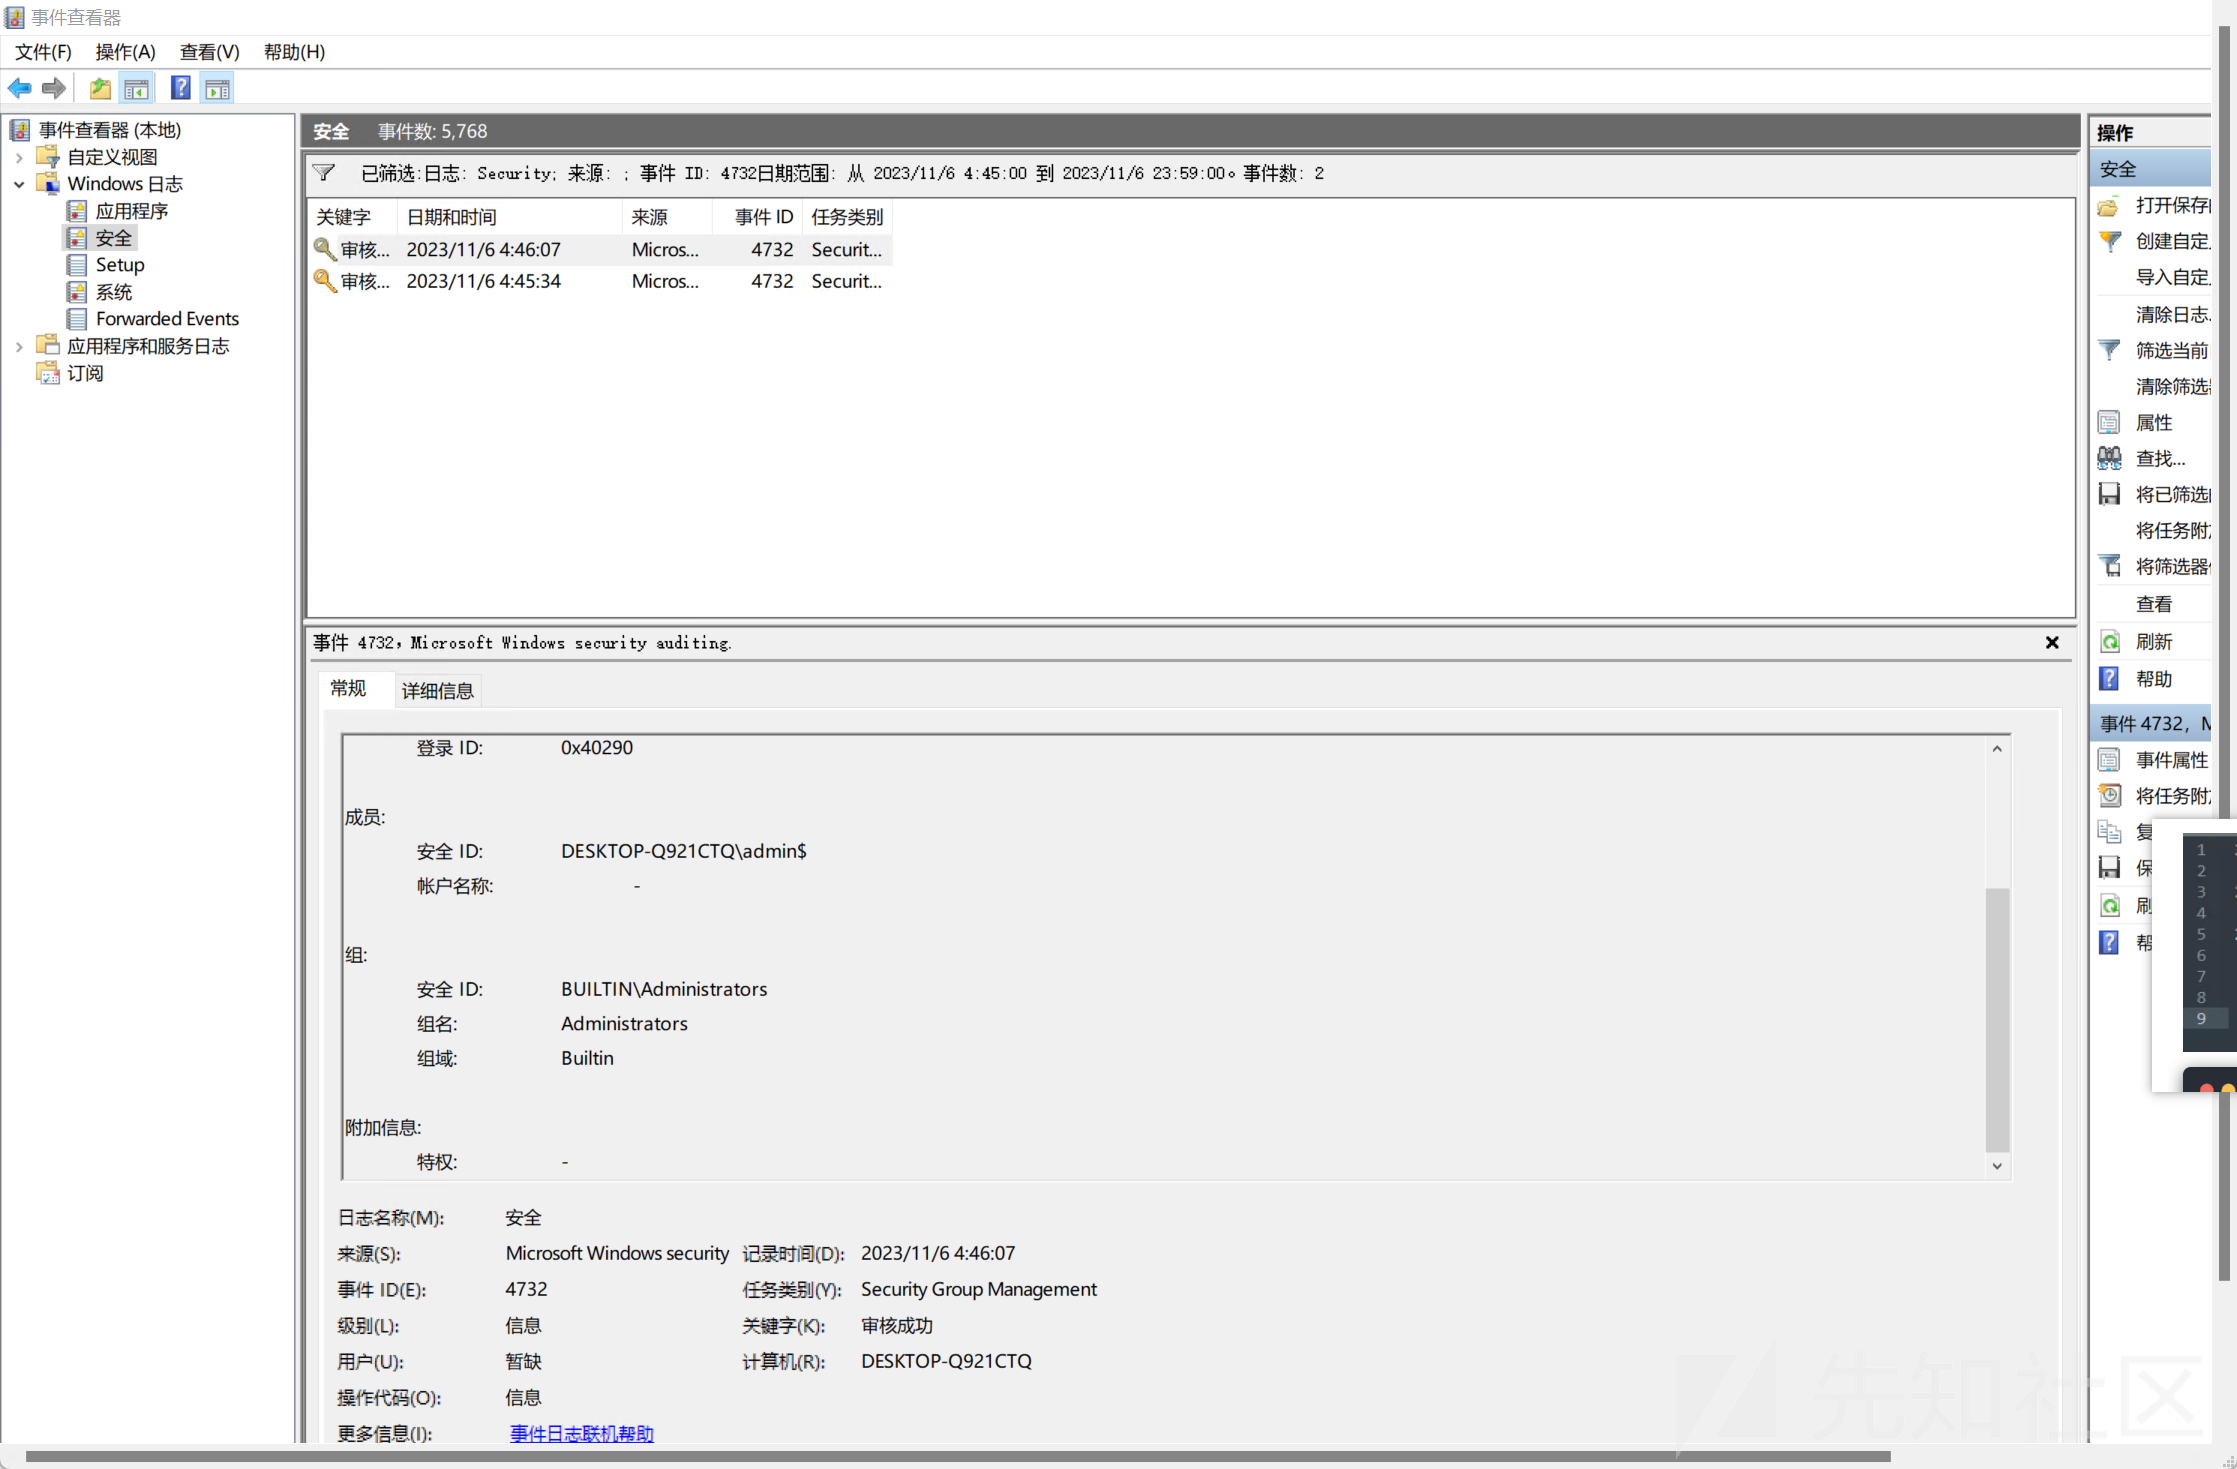 事件查看器
文件(F) 操作(A) 查看(V) 帮助(H)
事件查看器 (本地)
自定义视图
Windows 日志
应用程序
安全
Setup
系统
Forwarded Events
应用程序和服务日志
订阅
安全 事件数: 5,768
已筛选:日志: Security; 来源: ; 事件 ID: 4732日期范围: 从 2023/11/6 4:45:00 到 2023/11/6 23:59:00。事件数: 2
关键字 日期和时间 来源 事件 ID 任务类别
审核... 2023/11/6 4:46:07 Micros... 4732 Securit...
审核... 2023/11/6 4:45:34 Micros... 4732 Securit...
事件 4732，Microsoft Windows security auditing.
常规 详细信息
登录 ID: 0x40290
成员:
安全 ID: DESKTOP-Q921CTQ\admin$
帐户名称: -
组:
安全 ID: BUILTIN\Administrators
组名: Administrators
组域: Builtin
附加信息:
特权: -
日志名称(M): 安全
来源(S): Microsoft Windows security 记录时间(D): 2023/11/6 4:46:07
事件 ID(E): 4732 任务类别(Y): Security Group Management
级别(L): 信息 关键字(K): 审核成功
用户(U): 暂缺 计算机(R): DESKTOP-Q921CTQ
操作代码(O): 信息
更多信息(I): 事件日志联机帮助
操作
安全
打开保存
创建自定
导入自定
清除日志.
筛选当前
清除筛选
属性
查找...
将已筛选
将任务附
将筛选器
查看
刷新
帮助
事件 4732，
事件属性
将任务附
复
保
刷
帮
1
2
3
4
5
6
7
8
9
先知社区